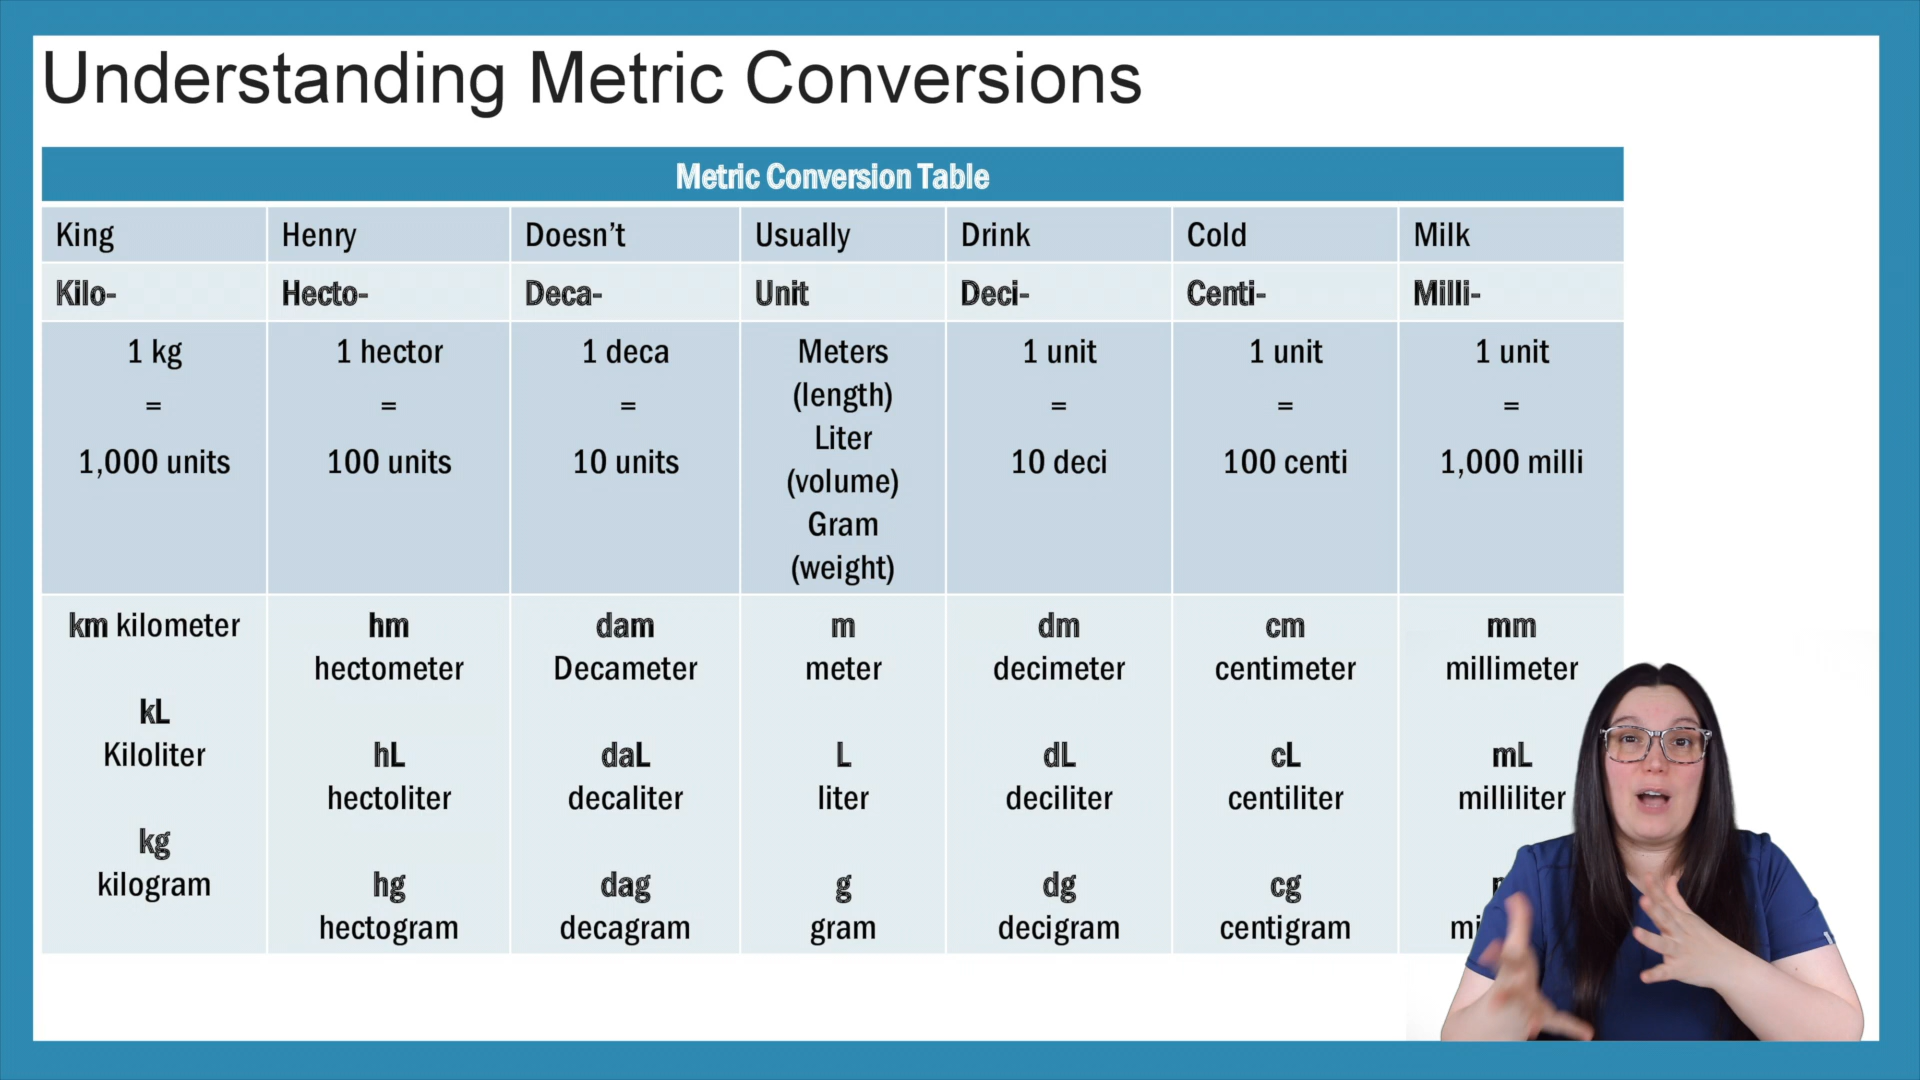 Understanding Metric Conversions
Metric Conversion Table
King Henry Doesn't Usually Drink Cold Milk
Kilo- Hecto- Deca- Unit Deci- Centi- Milli-
1 kg
=
1,000 units
1 hector
=
100 units
1 deca
=
10 units
Meters
(length)
Liter
(volume)
Gram
(weight)
1 unit
=
10 deci
1 unit
=
100 centi
1 unit
=
1,000 milli
km kilometer
kL
Kiloliter
kg
kilogram
hm
hectometer
hL
hectoliter
hg
hectogram
dam
Decameter
daL
decaliter
dag
decagram
m
meter
L
liter
g
gram
dm
decimeter
dL
deciliter
dg
decigram
cm
centimeter
cL
centiliter
cg
centigram
mm
millimeter
mL
milliliter